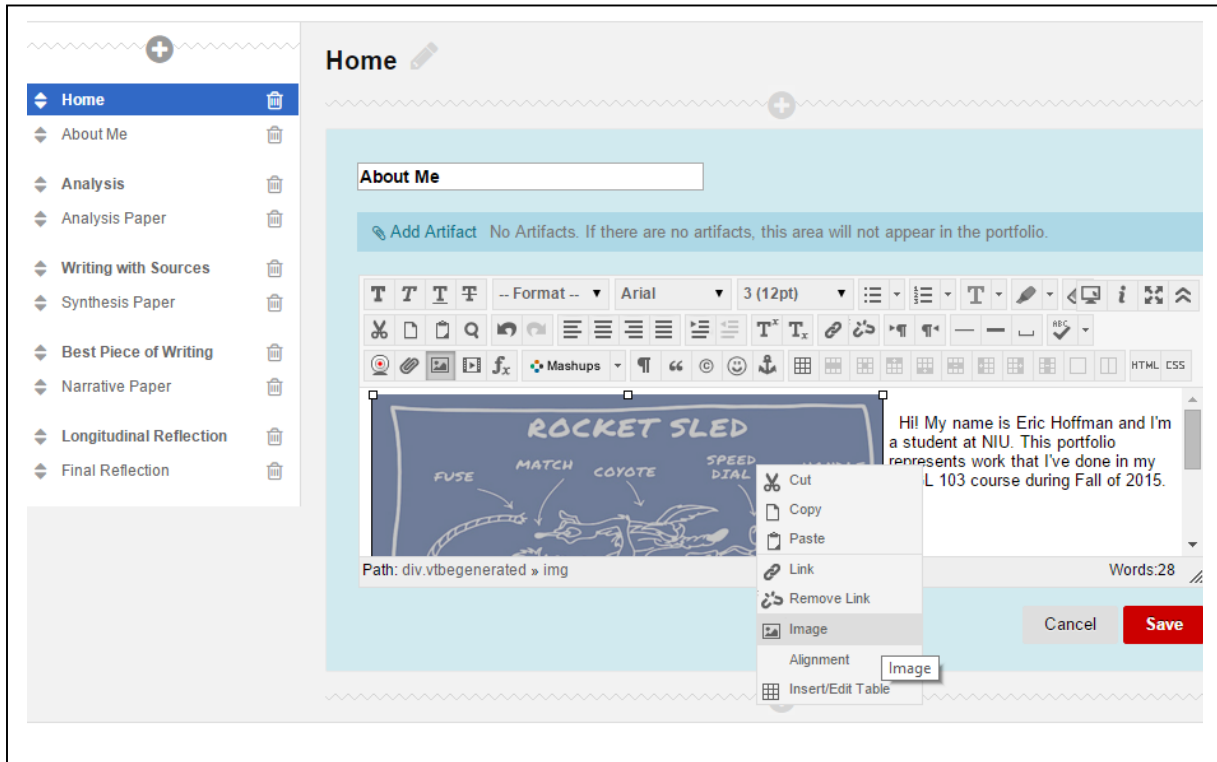 Home
About Me
Analysis
Analysis Paper
Writing with Sources
Synthesis Paper
Best Piece of Writing
Narrative Paper
Longitudinal Reflection
Final Reflection
Home
About Me
Add Artifact No Artifacts. If there are no artifacts, this area will not appear in the portfolio.
T T T T -- Format -- Arial 3 (12pt) T i
Tx Tx ABC
fx Mashups ¶ “ © HTML CSS
ROCKET SLED
FUSE MATCH COYOTE SPEED DIAL
Hi! My name is Eric Hoffman and I'm
a student at NIU. This portfolio
represents work that I've done in my
L 103 course during Fall of 2015.
Cut
Copy
Paste
Link
Remove Link
Image
Alignment
Image
Insert/Edit Table
Path: div.vtbegenerated » img Words:28
Cancel Save